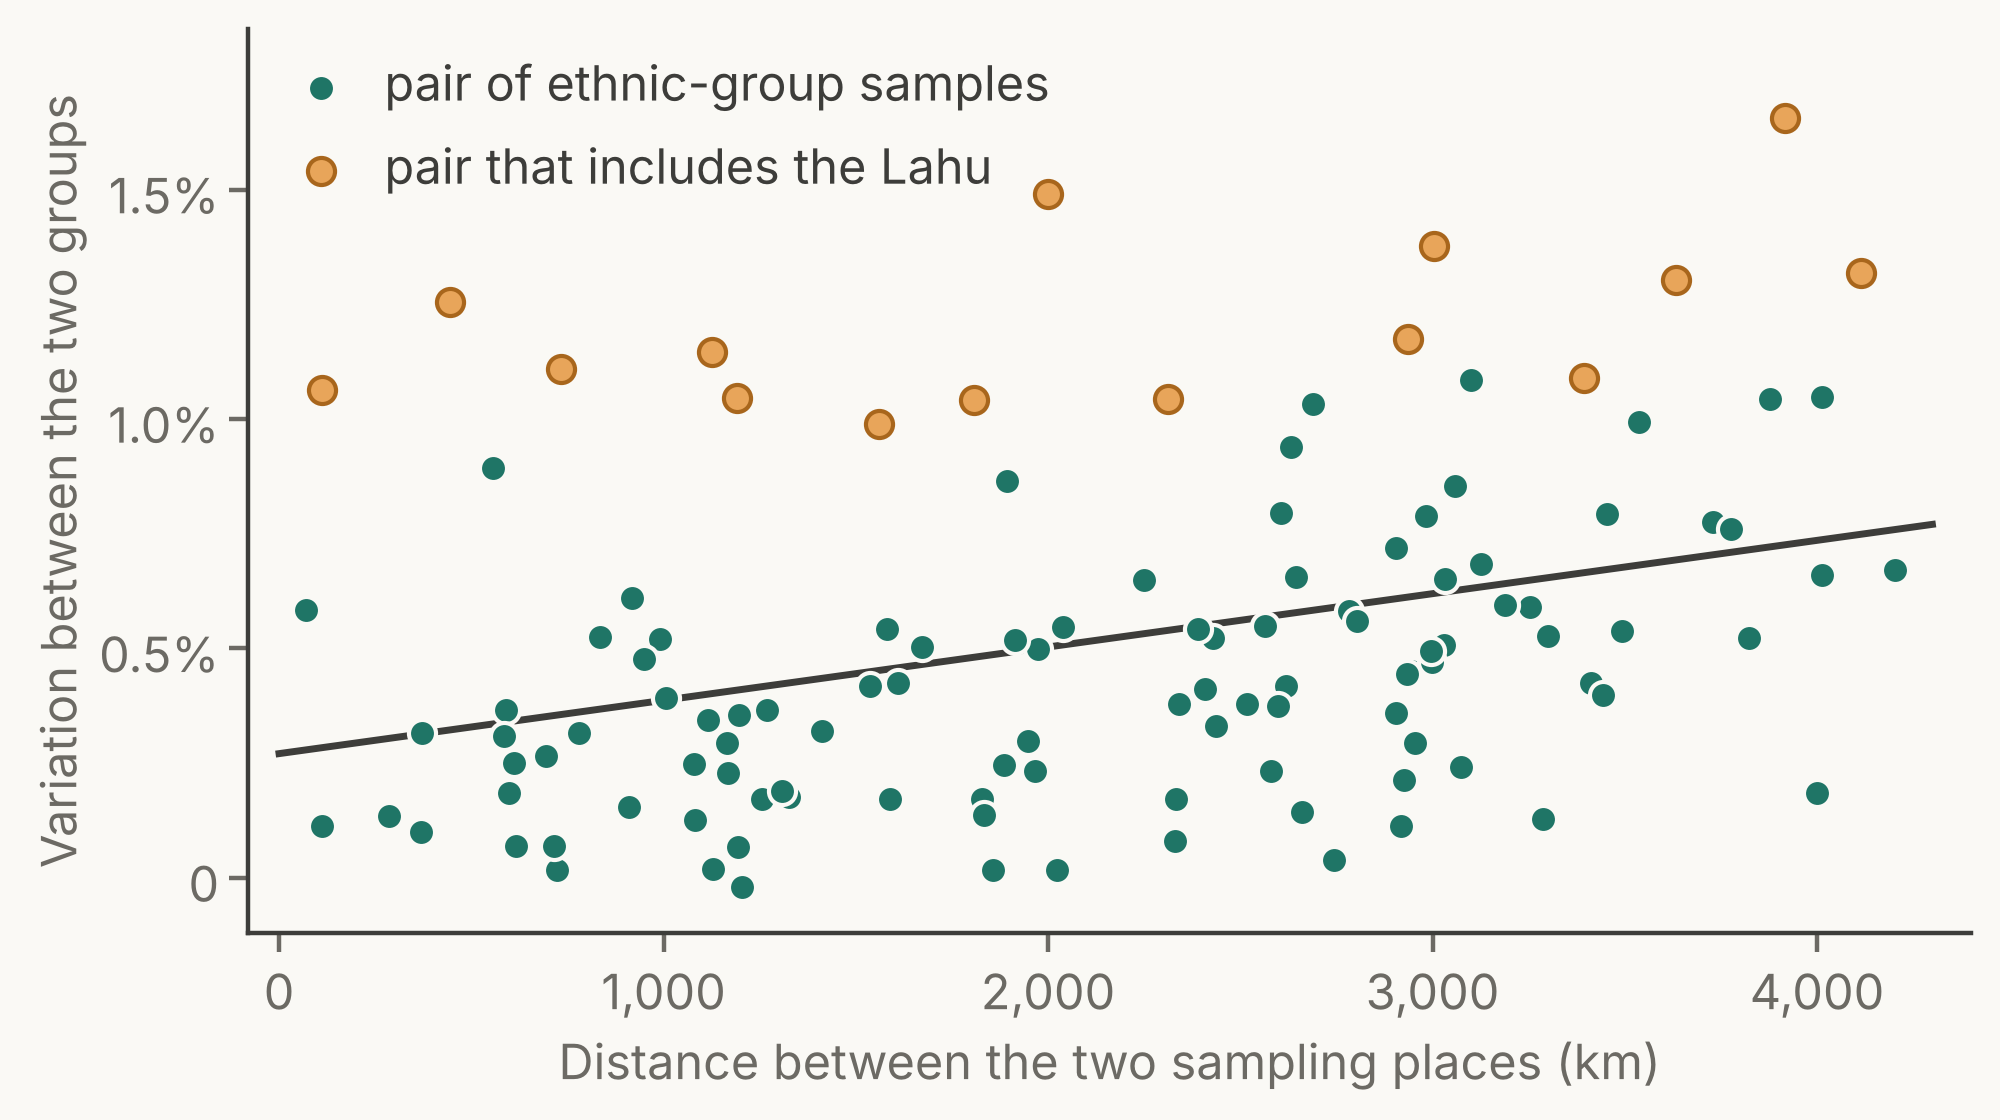 pair of ethnic-group samples
pair that includes the Lahu
Variation between the two groups
1.5%
1.0%
0.5%
0
0
1,000
2,000
3,000
4,000
Distance between the two sampling places (km)